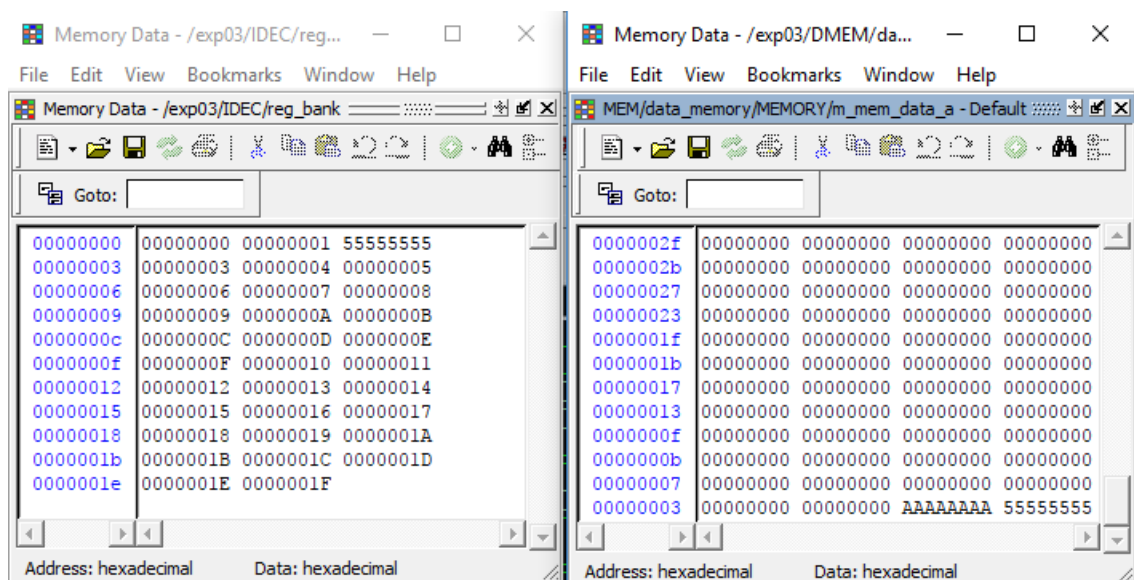 Memory Data - /exp03/IDEC/reg...
File Edit View Bookmarks Window Help
Memory Data - /exp03/IDEC/reg_bank
Goto:
00000000 00000000 00000001 55555555
00000003 00000003 00000004 00000005
00000006 00000006 00000007 00000008
00000009 00000009 0000000A 0000000B
0000000c 0000000C 0000000D 0000000E
0000000f 0000000F 00000010 00000011
00000012 00000012 00000013 00000014
00000015 00000015 00000016 00000017
00000018 00000018 00000019 0000001A
0000001b 0000001B 0000001C 0000001D
0000001e 0000001E 0000001F
Address: hexadecimal Data: hexadecimal
Memory Data - /exp03/DMEM/da...
File Edit View Bookmarks Window Help
MEM/data_memory/MEMORY/m_mem_data_a - Default
Goto:
0000002f 00000000 00000000 00000000 00000000
0000002b 00000000 00000000 00000000 00000000
00000027 00000000 00000000 00000000 00000000
00000023 00000000 00000000 00000000 00000000
0000001f 00000000 00000000 00000000 00000000
0000001b 00000000 00000000 00000000 00000000
00000017 00000000 00000000 00000000 00000000
00000013 00000000 00000000 00000000 00000000
0000000f 00000000 00000000 00000000 00000000
0000000b 00000000 00000000 00000000 00000000
00000007 00000000 00000000 00000000 00000000
00000003 00000000 00000000 AAAAAAAA 55555555
Address: hexadecimal Data: hexadecimal